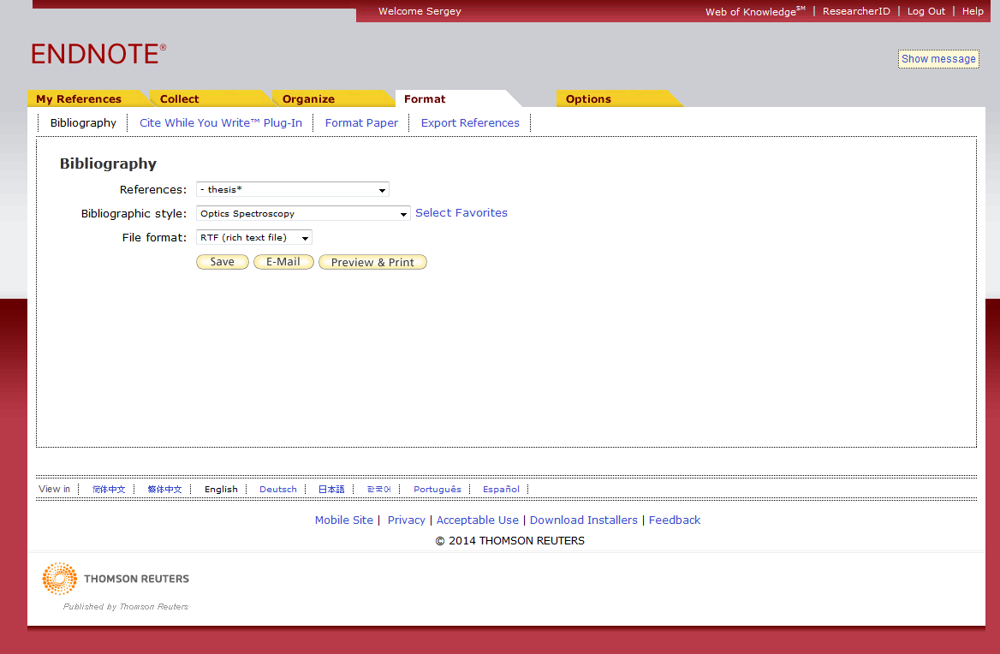 Welcome Sergey
Web of Knowledge℠ | ResearcherID | Log Out | Help
ENDNOTE®
Show message
My References Collect Organize Format Options
Bibliography Cite While You Write™ Plug-In Format Paper Export References
Bibliography
References: - thesis*
Bibliographic style: Optics Spectroscopy Select Favorites
File format: RTF (rich text file)
Save E-Mail Preview & Print
View in 简体中文 繁体中文 English Deutsch 日本語 한국어 Português Español
Mobile Site | Privacy | Acceptable Use | Download Installers | Feedback
© 2014 THOMSON REUTERS
THOMSON REUTERS
Published by Thomson Reuters